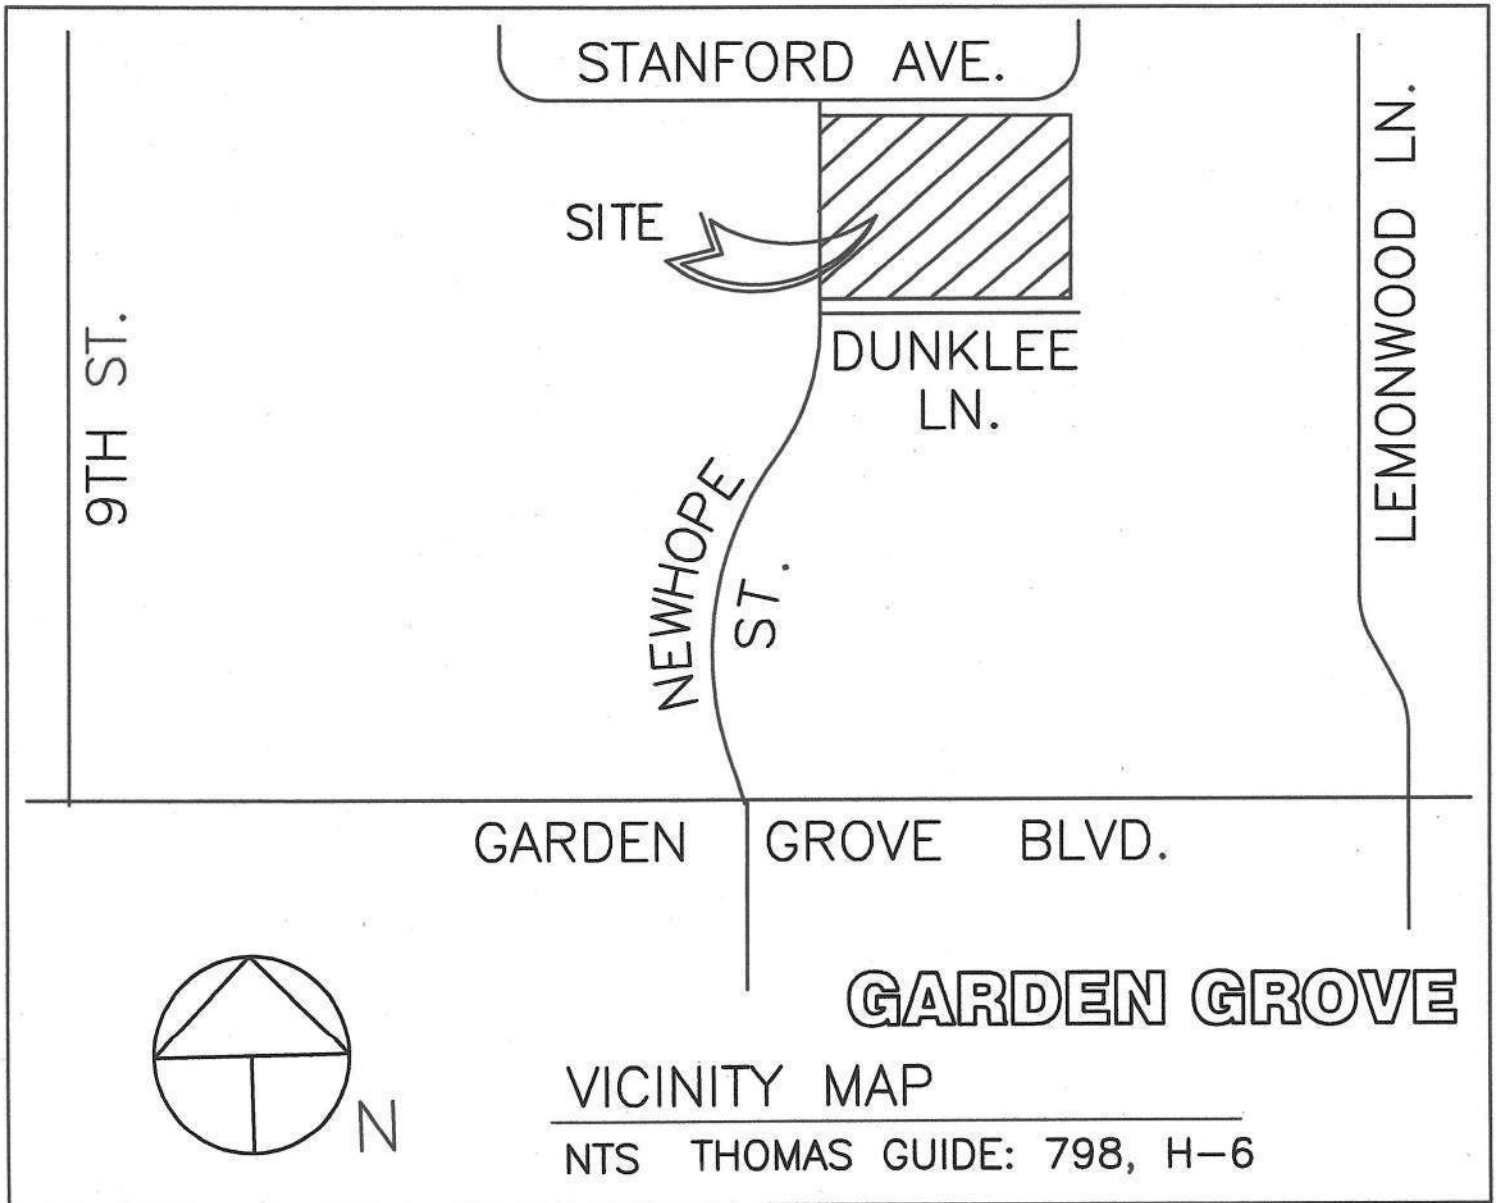 STANFORD AVE.
SITE
DUNKLEE
LN.
9TH ST.
LEMONWOOD LN.
NEWHOPE
ST.
GARDEN GROVE BLVD.
GARDEN GROVE
N
VICINITY MAP
NTS THOMAS GUIDE: 798, H-6